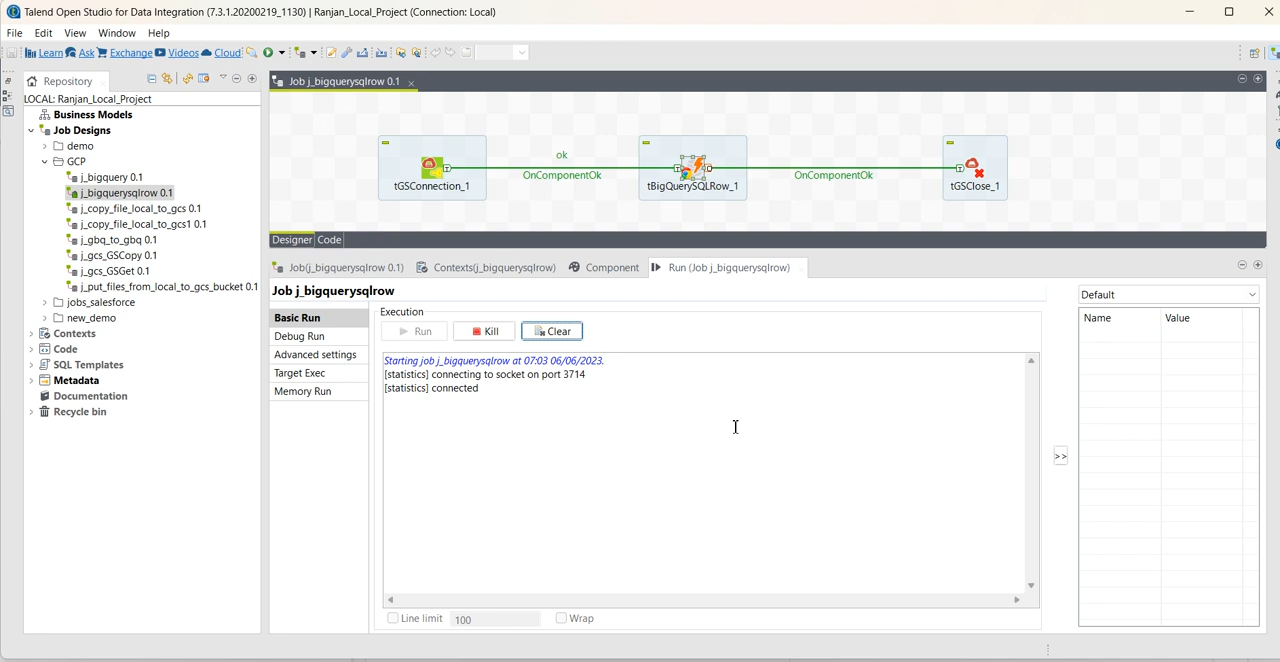 Talend Open Studio for Data Integration (7.3.1.20200219_1130) | Ranjan_Local_Project (Connection: Local)
File Edit View Window Help
Learn Ask Exchange Videos Cloud
Repository
LOCAL: Ranjan_Local_Project
Business Models
Job Designs
demo
GCP
j_bigquery 0.1
j_bigquerysqlrow 0.1
j_copy_file_local_to_gcs 0.1
j_copy_file_local_to_gcs1 0.1
j_gbq_to_gbq 0.1
j_gcs_GSCopy 0.1
j_gcs_GSGet 0.1
j_put_files_from_local_to_gcs_bucket 0.1
jobs_salesforce
new_demo
Contexts
Code
SQL Templates
Metadata
Documentation
Recycle bin
Job j_bigquerysqlrow 0.1
ok
OnComponentOk
OnComponentOk
tGSConnection_1
tBigQuerySQLRow_1
tGSClose_1
Designer Code
Job(j_bigquerysqlrow 0.1) Contexts(j_bigquerysqlrow) Component Run (Job j_bigquerysqlrow)
Job j_bigquerysqlrow
Basic Run
Debug Run
Advanced settings
Target Exec
Memory Run
Execution
Run Kill Clear
Starting job j_bigquerysqlrow at 07:03 06/06/2023.
[statistics] connecting to socket on port 3714
[statistics] connected
Line limit 100 Wrap
>>
Default
Name Value